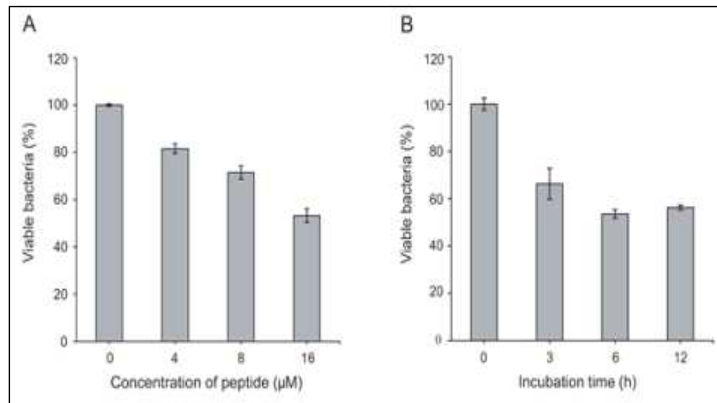 A
Viable bacteria (%)
120
100
80
60
40
20
0
0 4 8 16
Concentration of peptide (μM)
B
Viable bacteria (%)
120
100
80
60
40
20
0
0 3 6 12
Incubation time (h)